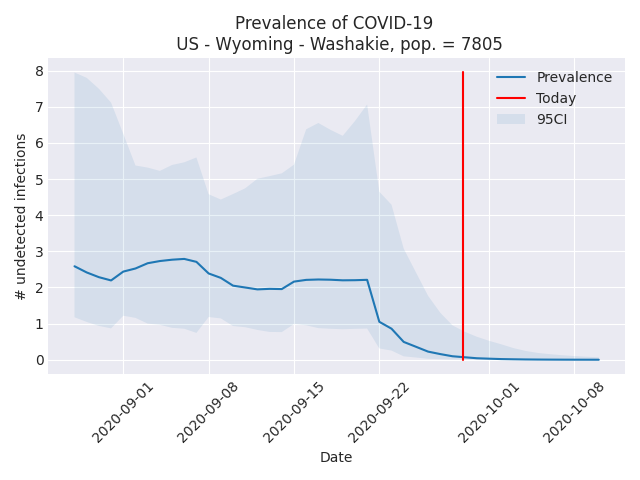 Prevalence of COVID-19
US - Wyoming - Washakie, pop. = 7805
# undetected infections
8
7
6
5
4
3
2
1
0
Prevalence
Today
95CI
2020-09-01
2020-09-08
2020-09-15
2020-09-22
2020-10-01
2020-10-08
Date